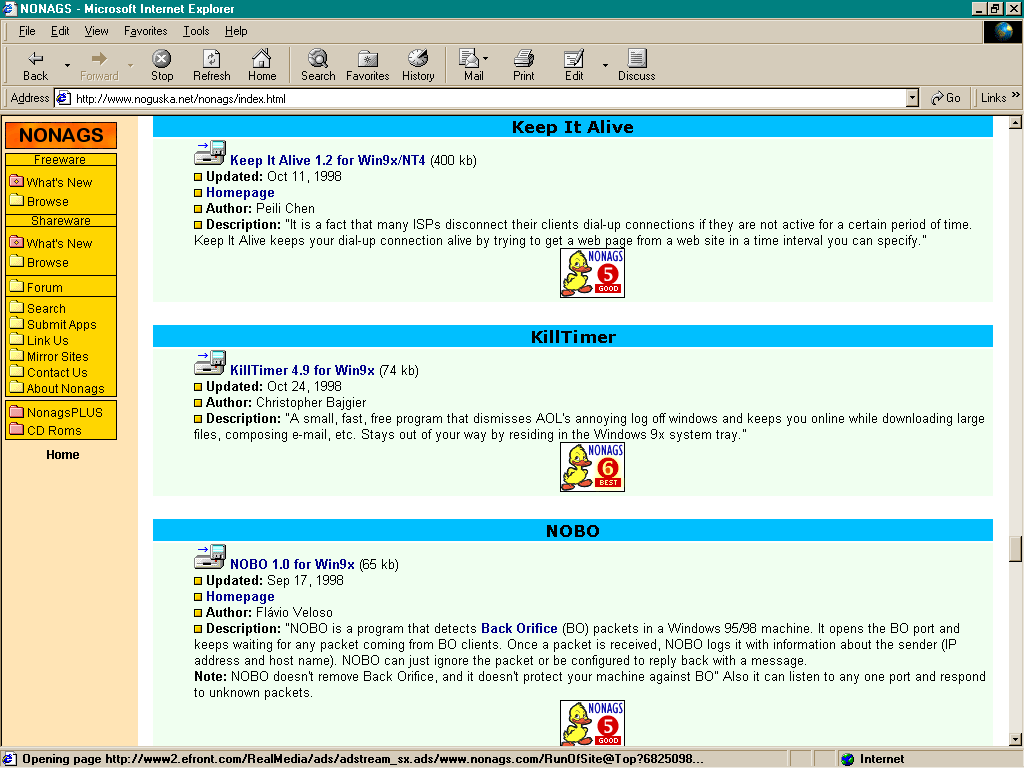 NONAGS - Microsoft Internet Explorer
File Edit View Favorites Tools Help
Back Forward Stop Refresh Home Search Favorites History Mail Print Edit Discuss
Address http://www.noguska.net/nonags/index.html Go Links »
NONAGS
Freeware
What's New
Browse
Shareware
What's New
Browse
Forum
Search
Submit Apps
Link Us
Mirror Sites
Contact Us
About Nonags
NonagsPLUS
CD Roms
Home
Keep It Alive
Keep It Alive 1.2 for Win9x/NT4 (400 kb)
Updated: Oct 11, 1998
Homepage
Author: Peili Chen
Description: "It is a fact that many ISPs disconnect their clients dial-up connections if they are not active for a certain period of time.
Keep It Alive keeps your dial-up connection alive by trying to get a web page from a web site in a time interval you can specify."
NONAGS
5
GOOD
KillTimer
KillTimer 4.9 for Win9x (74 kb)
Updated: Oct 24, 1998
Author: Christopher Bajgier
Description: "A small, fast, free program that dismisses AOL's annoying log off windows and keeps you online while downloading large
files, composing e-mail, etc. Stays out of your way by residing in the Windows 9x system tray."
NONAGS
6
BEST
NOBO
NOBO 1.0 for Win9x (65 kb)
Updated: Sep 17, 1998
Homepage
Author: Flávio Veloso
Description: "NOBO is a program that detects Back Orifice (BO) packets in a Windows 95/98 machine. It opens the BO port and
keeps waiting for any packet coming from BO clients. Once a packet is received, NOBO logs it with information about the sender (IP
address and host name). NOBO can just ignore the packet or be configured to reply back with a message.
Note: NOBO doesn't remove Back Orifice, and it doesn't protect your machine against BO" Also it can listen to any one port and respond
to unknown packets.
NONAGS
5
GOOD
Opening page http://www2.efront.com/RealMedia/ads/adstream_sx.ads/www.nonags.com/RunOfSite@Top?6825098... Internet